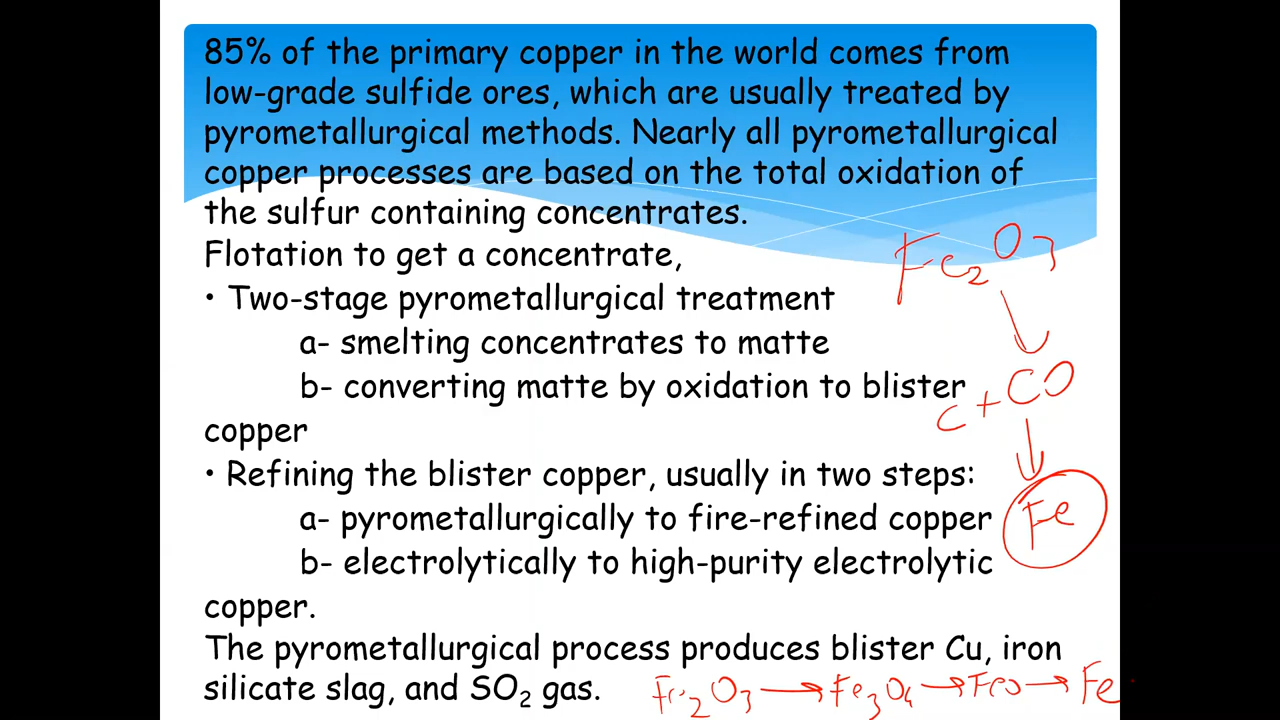 85% of the primary copper in the world comes from
low-grade sulfide ores, which are usually treated by
pyrometallurgical methods. Nearly all pyrometallurgical
copper processes are based on the total oxidation of
the sulfur containing concentrates.
Flotation to get a concentrate,
• Two-stage pyrometallurgical treatment
a- smelting concentrates to matte
b- converting matte by oxidation to blister
copper
• Refining the blister copper, usually in two steps:
a- pyrometallurgically to fire-refined copper
b- electrolytically to high-purity electrolytic
copper.
The pyrometallurgical process produces blister Cu, iron
silicate slag, and SO₂ gas.
Fe₂O₃
C + CO
Fe
Fe₂O₃ → Fe₃O₄ → FeO → Fe